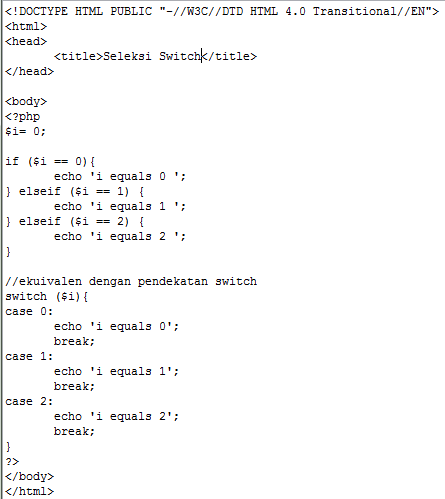 <!DOCTYPE HTML PUBLIC "-//W3C//DTD HTML 4.0 Transitional//EN">
<html>
<head>
	<title>Seleksi Switch</title>
</head>

<body>
<?php
$i= 0;

if ($i == 0){
	echo 'i equals 0 ';
} elseif ($i == 1) {
	echo 'i equals 1 ';
} elseif ($i == 2) {
	echo 'i equals 2 ';
}

//ekuivalen dengan pendekatan switch
switch ($i){
case 0:
	echo 'i equals 0';
	break;
case 1:
	echo 'i equals 1';
	break;
case 2:
	echo 'i equals 2';
	break;
}
?>
</body>
</html>